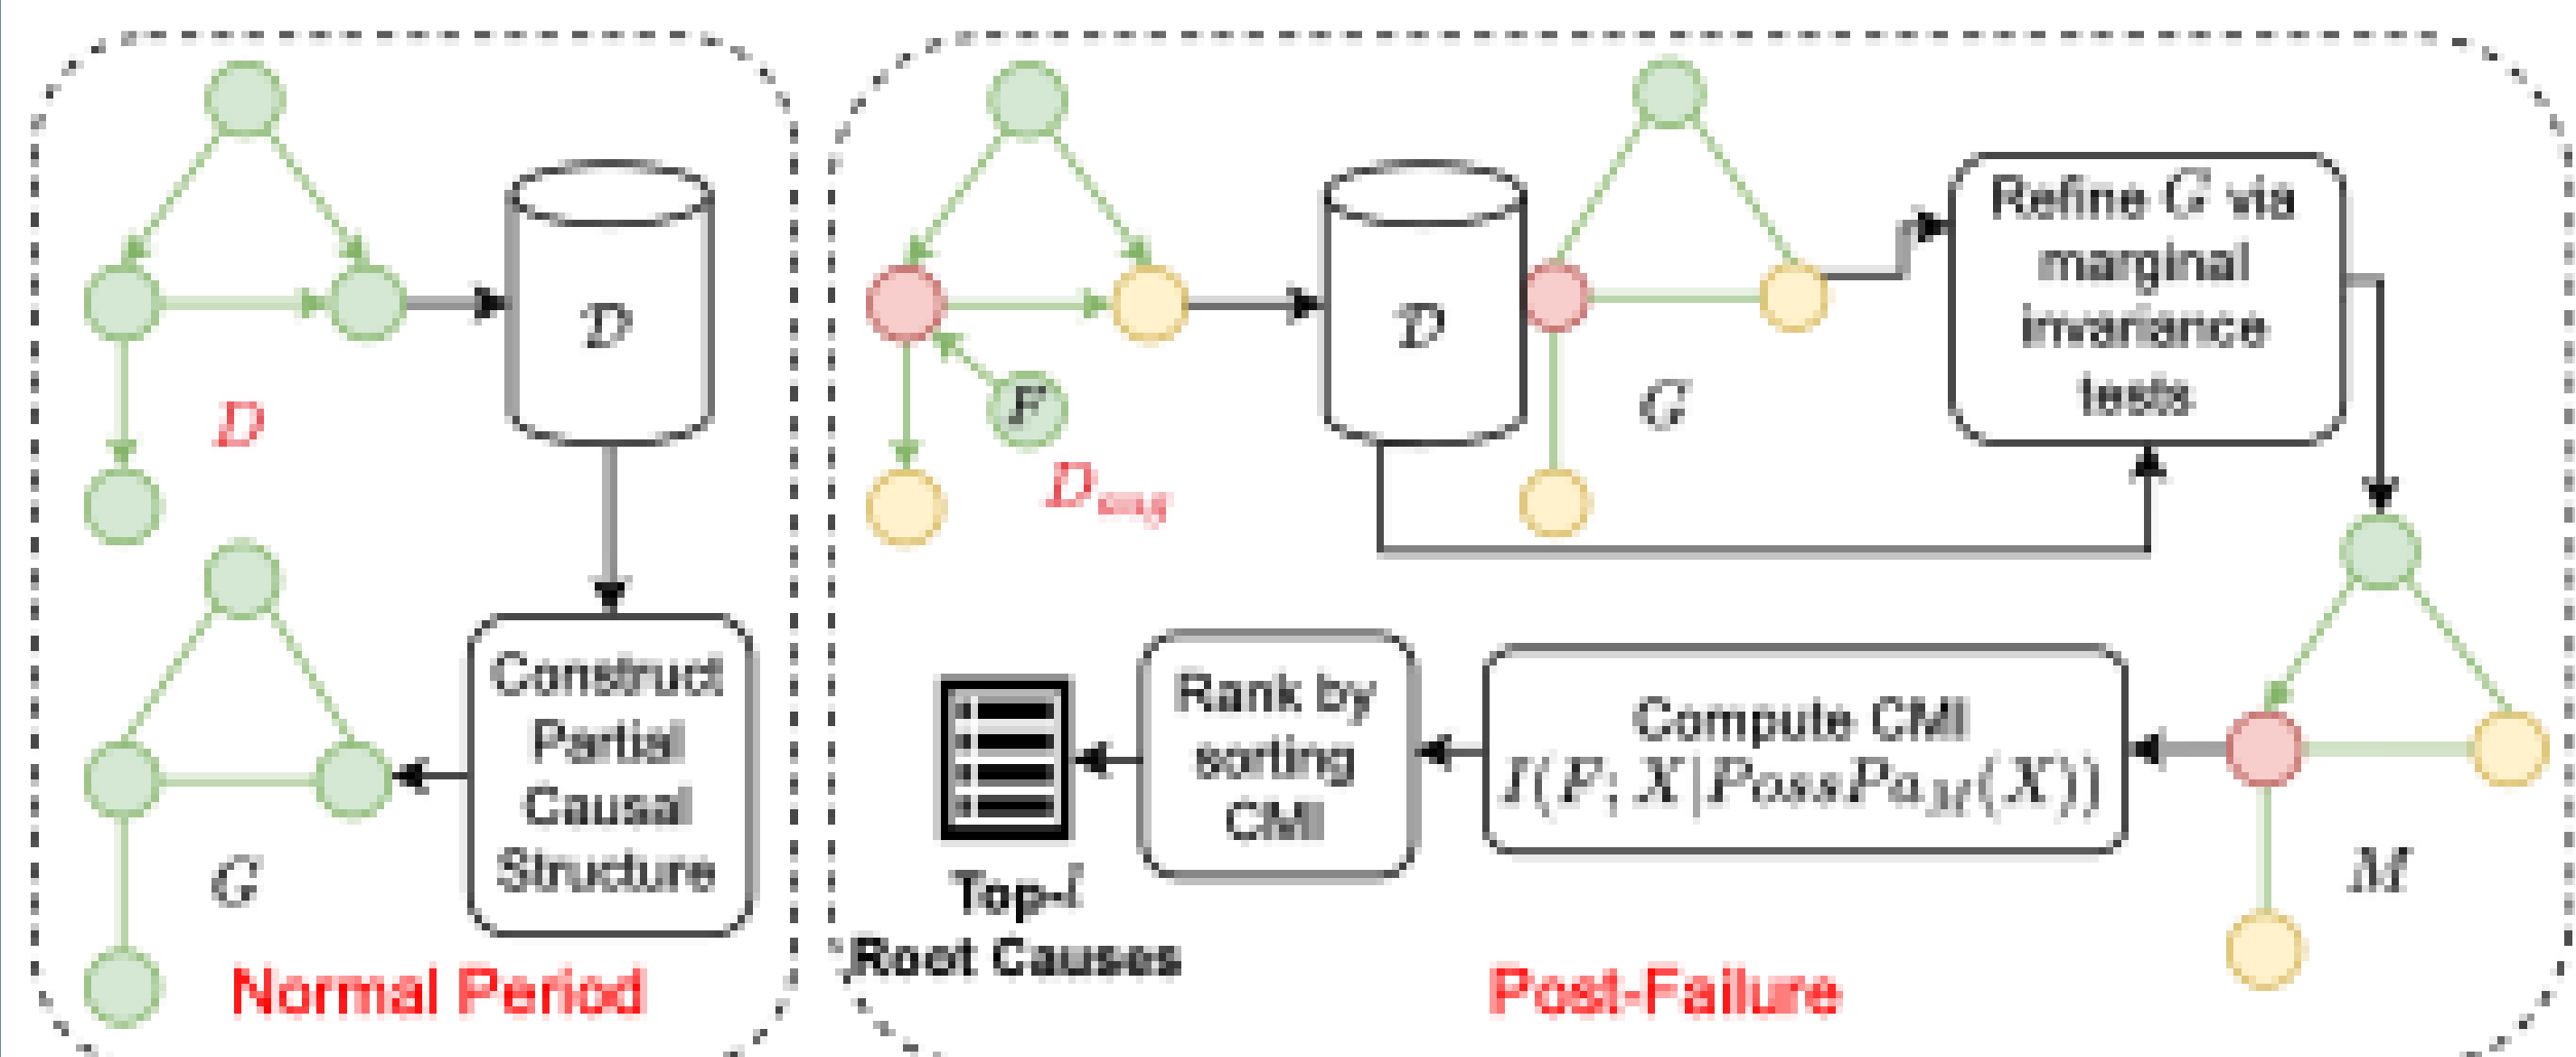 D
𝒟
Construct
Partial
Causal
Structure
G
Normal Period
F
D_aug
𝒟
G
Refine G via
marginal
invariance
tests
M
Compute CMI
I(F; X|PossPa_M(X))
Rank by
sorting
CMI
Top-l
Root Causes
Post-Failure